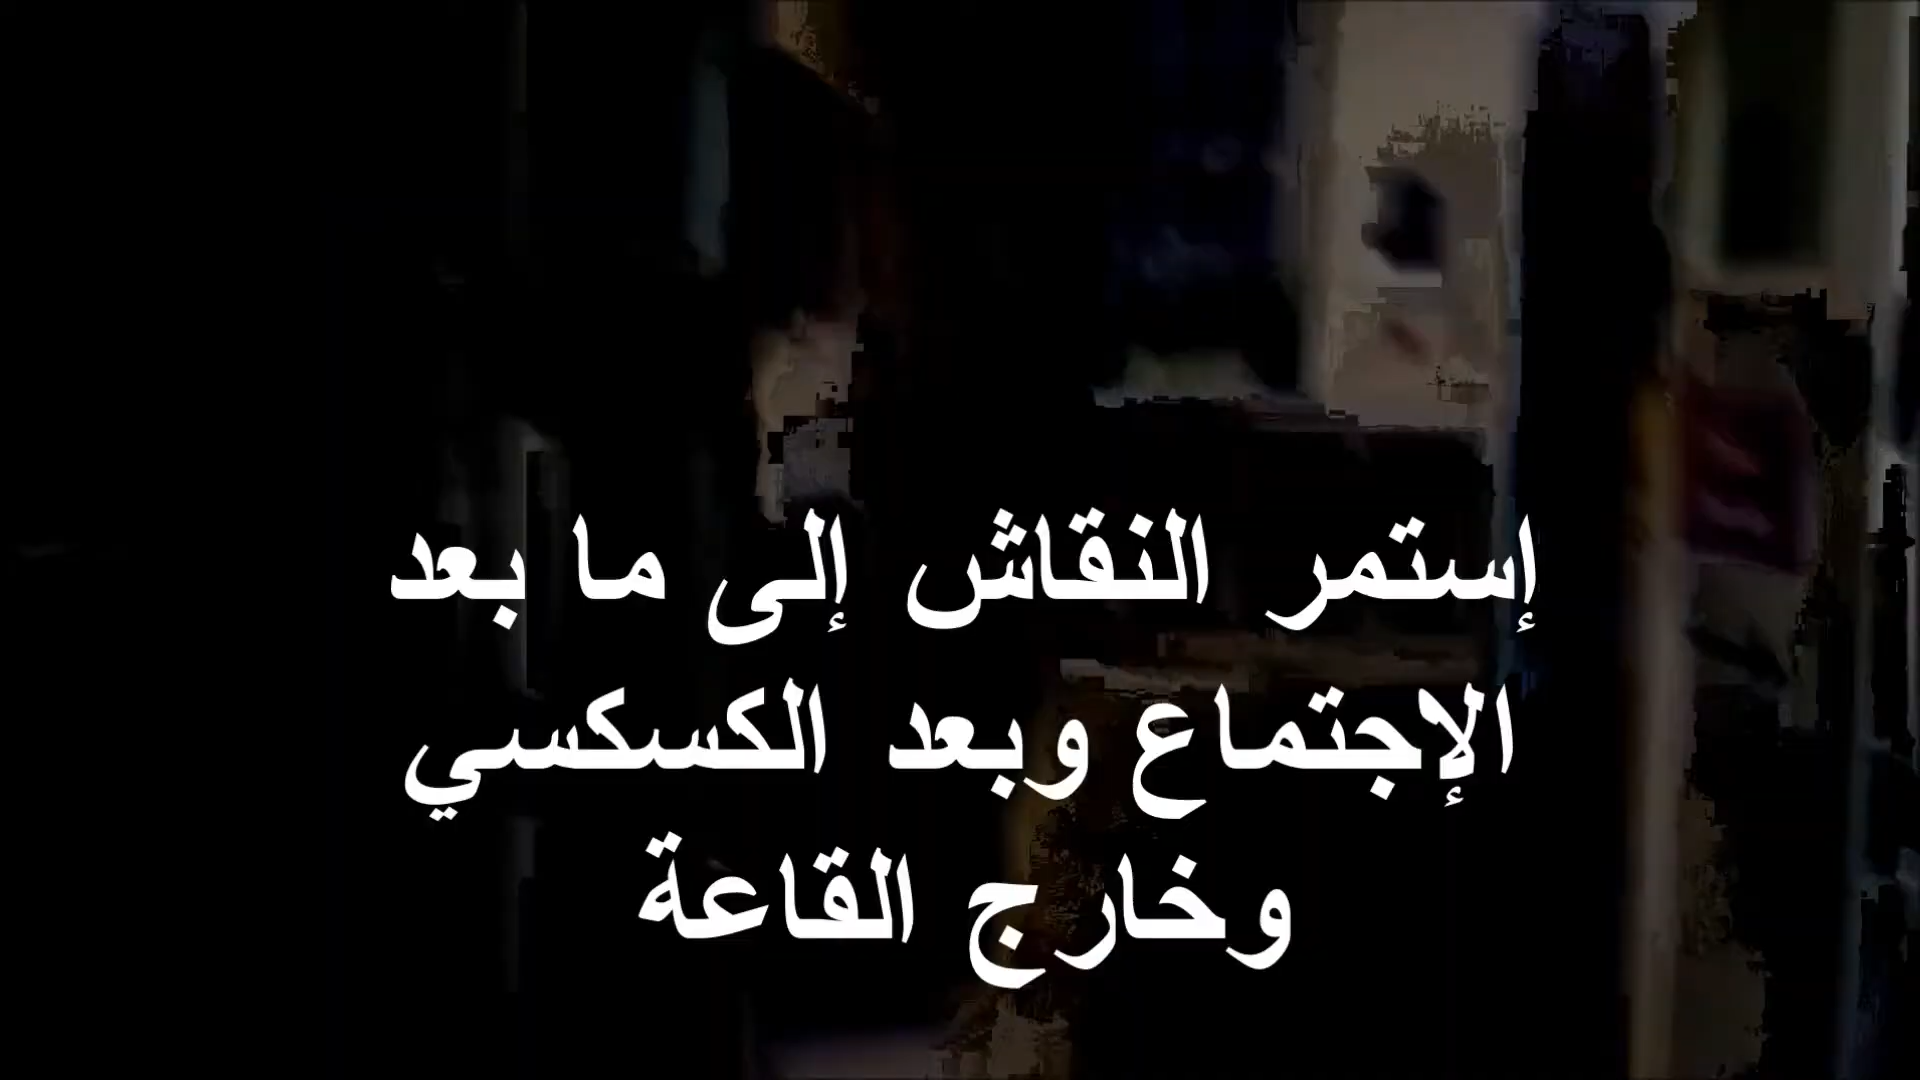 إستمر النقاش إلى ما بعد
الإجتماع وبعد الكسكسي
وخارج القاعة